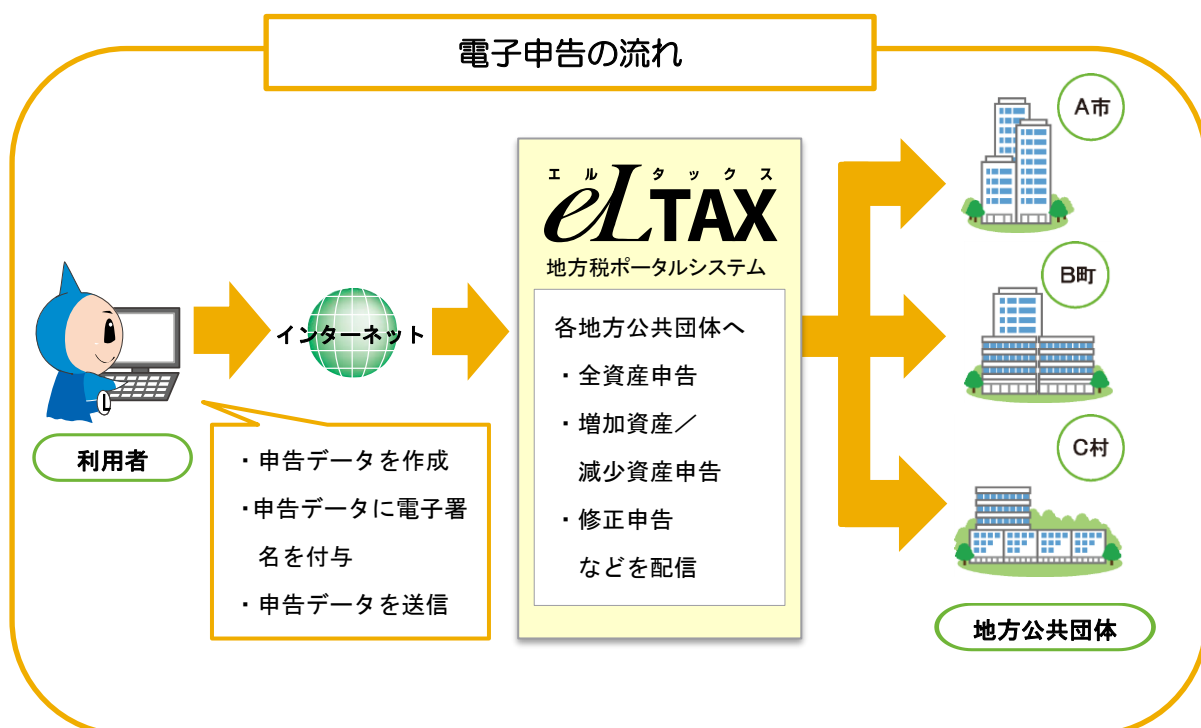 電子申告の流れ
A市
エルタックス
eLTAX
地方税ポータルシステム
B町
インターネット
各地方公共団体へ
・全資産申告
・増加資産／
減少資産申告
・修正申告
などを配信
L
利用者
・申告データを作成
・申告データに電子署
名を付与
・申告データを送信
C村
地方公共団体